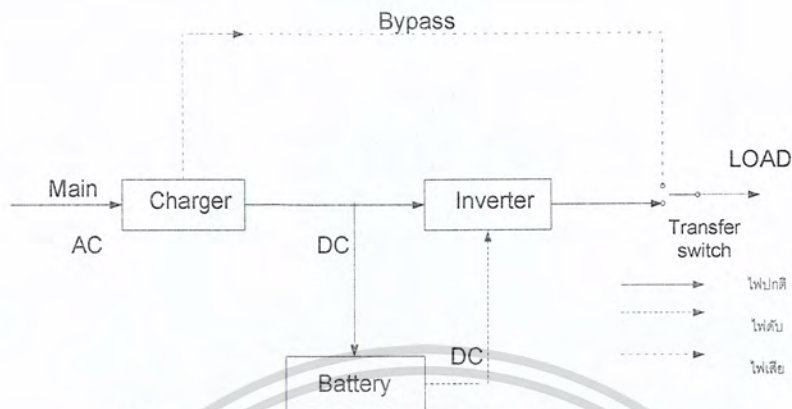 Bypass
LOAD
Main
Charger
Inverter
AC
DC
Transfer
switch
ไฟปกติ
ไฟดับ
ไฟเสีย
DC
Battery